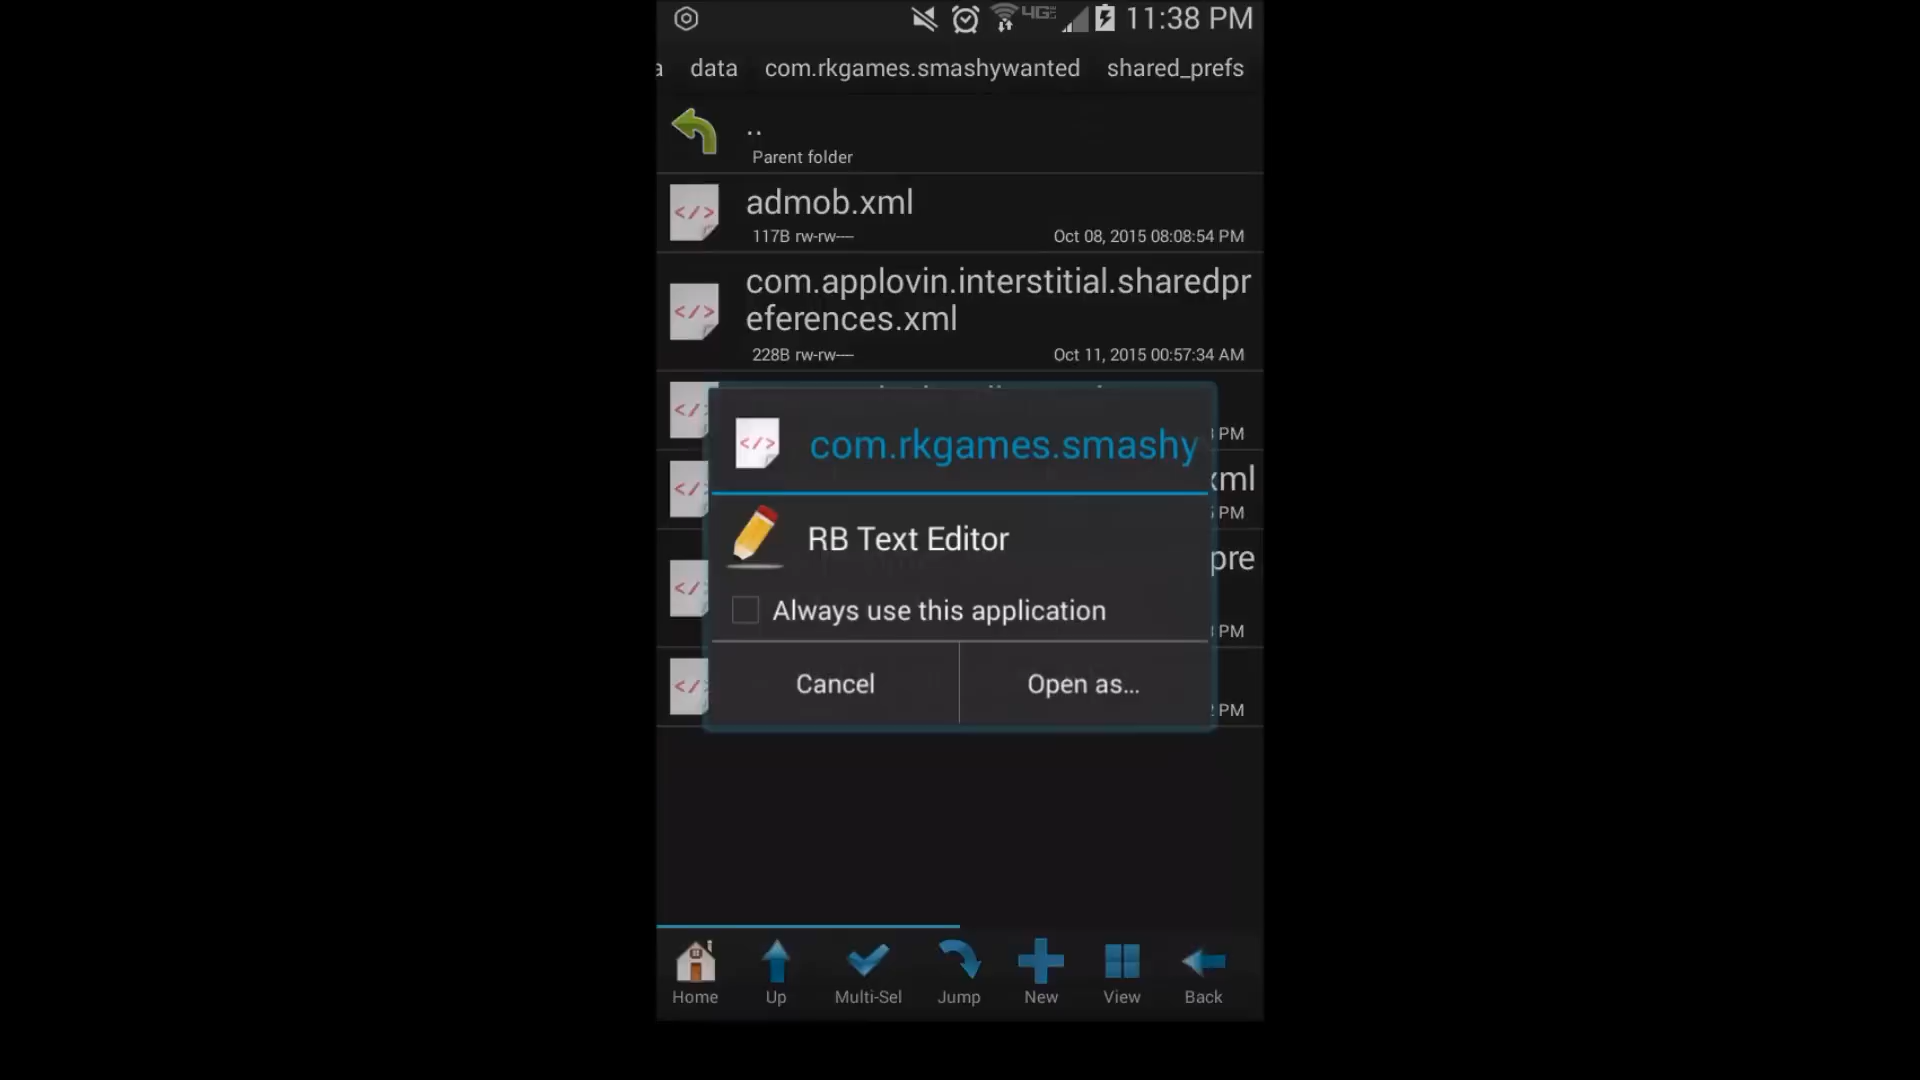 4G
11:38 PM
a data com.rkgames.smashywanted shared_prefs
..
Parent folder
admob.xml
117B rw-rw---- Oct 08, 2015 08:08:54 PM
com.applovin.interstitial.sharedpr
eferences.xml
228B rw-rw---- Oct 11, 2015 00:57:34 AM
PM
com.rkgames.smashy
xml
PM
RB Text Editor
pre
Always use this application
PM
Cancel
Open as...
PM
Home Up Multi-Sel Jump New View Back